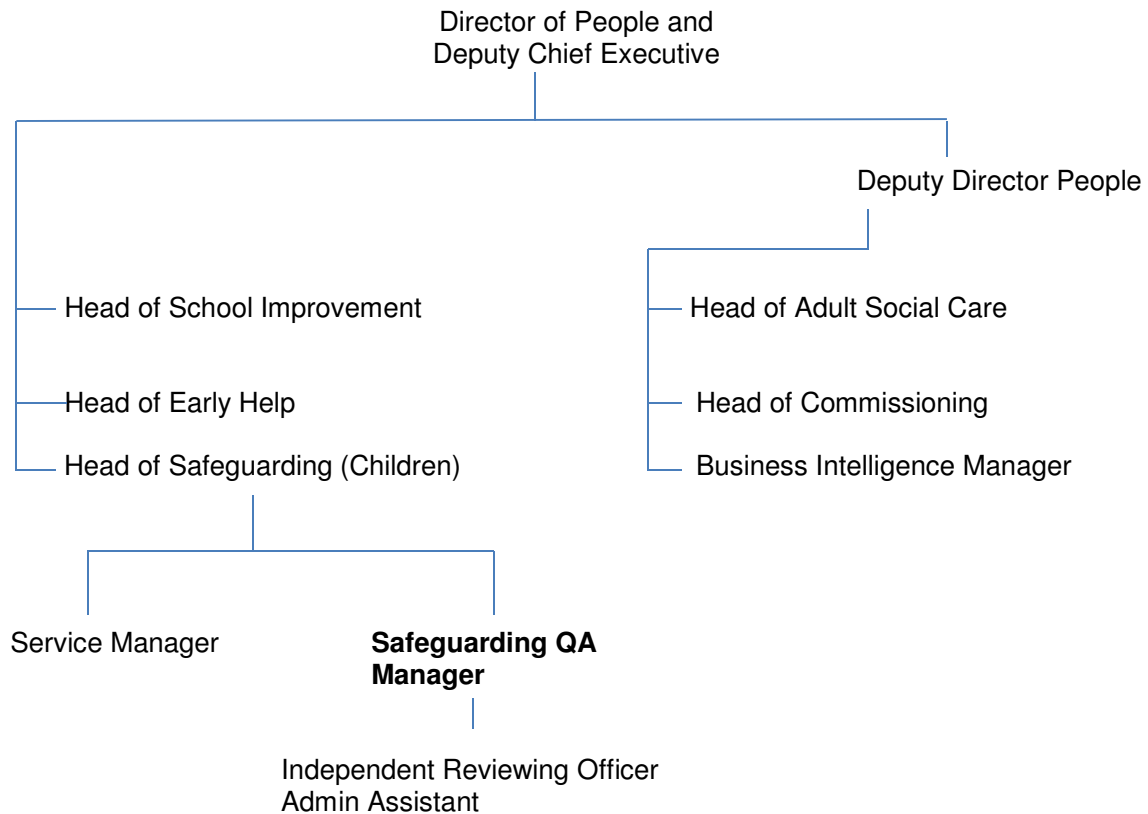 Director of People and
Deputy Chief Executive
Deputy Director People
Head of School Improvement
Head of Adult Social Care
Head of Early Help
Head of Commissioning
Head of Safeguarding (Children)
Business Intelligence Manager
Service Manager
Safeguarding QA
Manager
Independent Reviewing Officer
Admin Assistant